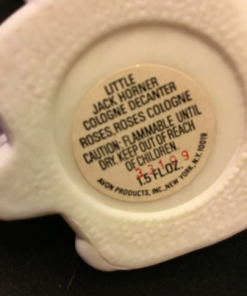 LITTLE
JACK HORNER
COLOGNE DECANTER
ROSES, ROSES COLOGNE
CAUTION: FLAMMABLE UNTIL
DRY. KEEP OUT OF REACH
OF CHILDREN.
1.5 FL.OZ.
AVON PRODUCTS, INC., NEW YORK, N.Y. 10019